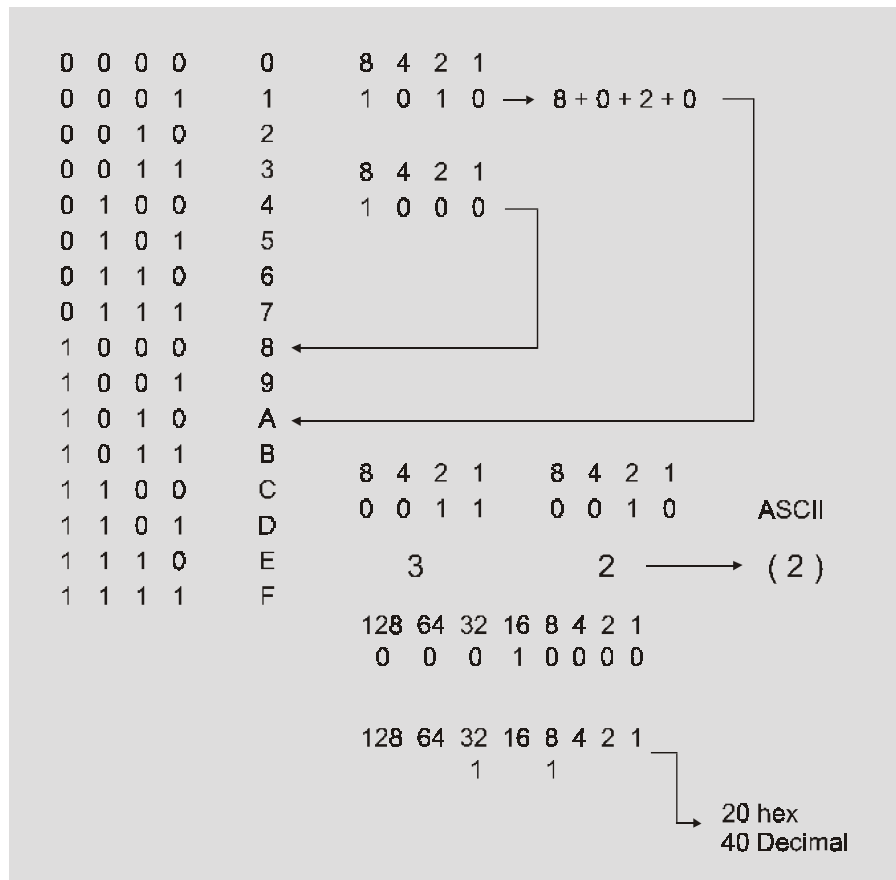 0 0 0 0 0
0 0 0 1 1
0 0 1 0 2
0 0 1 1 3
0 1 0 0 4
0 1 0 1 5
0 1 1 0 6
0 1 1 1 7
1 0 0 0 8
1 0 0 1 9
1 0 1 0 A
1 0 1 1 B
1 1 0 0 C
1 1 0 1 D
1 1 1 0 E
1 1 1 1 F
8 4 2 1
1 0 1 0 → 8 + 0 + 2 + 0
8 4 2 1
1 0 0 0
8 4 2 1 8 4 2 1
0 0 1 1 0 0 1 0 ASCII
3 2 → ( 2 )
128 64 32 16 8 4 2 1
0 0 0 1 0 0 0 0
128 64 32 16 8 4 2 1
1 1
20 hex
40 Decimal